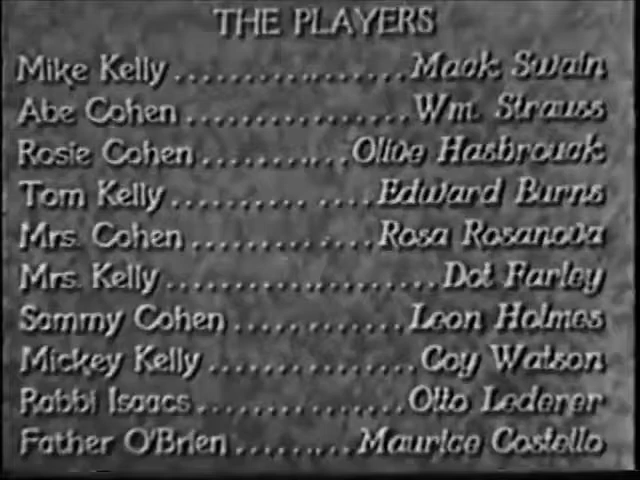 THE PLAYERS
Mike Kelly.................Mack Swain
Abe Cohen.................Wm. Strauss
Rosie Cohen...........Olive Hasbrouck
Tom Kelly.................Edward Burns
Mrs. Cohen..............Rosa Rosanova
Mrs. Kelly.....................Dot Farley
Sammy Cohen.............Leon Holmes
Mickey Kelly................Coy Watson
Rabbi Isaacs................Otto Lederer
Father O'Brien.........Maurice Costello